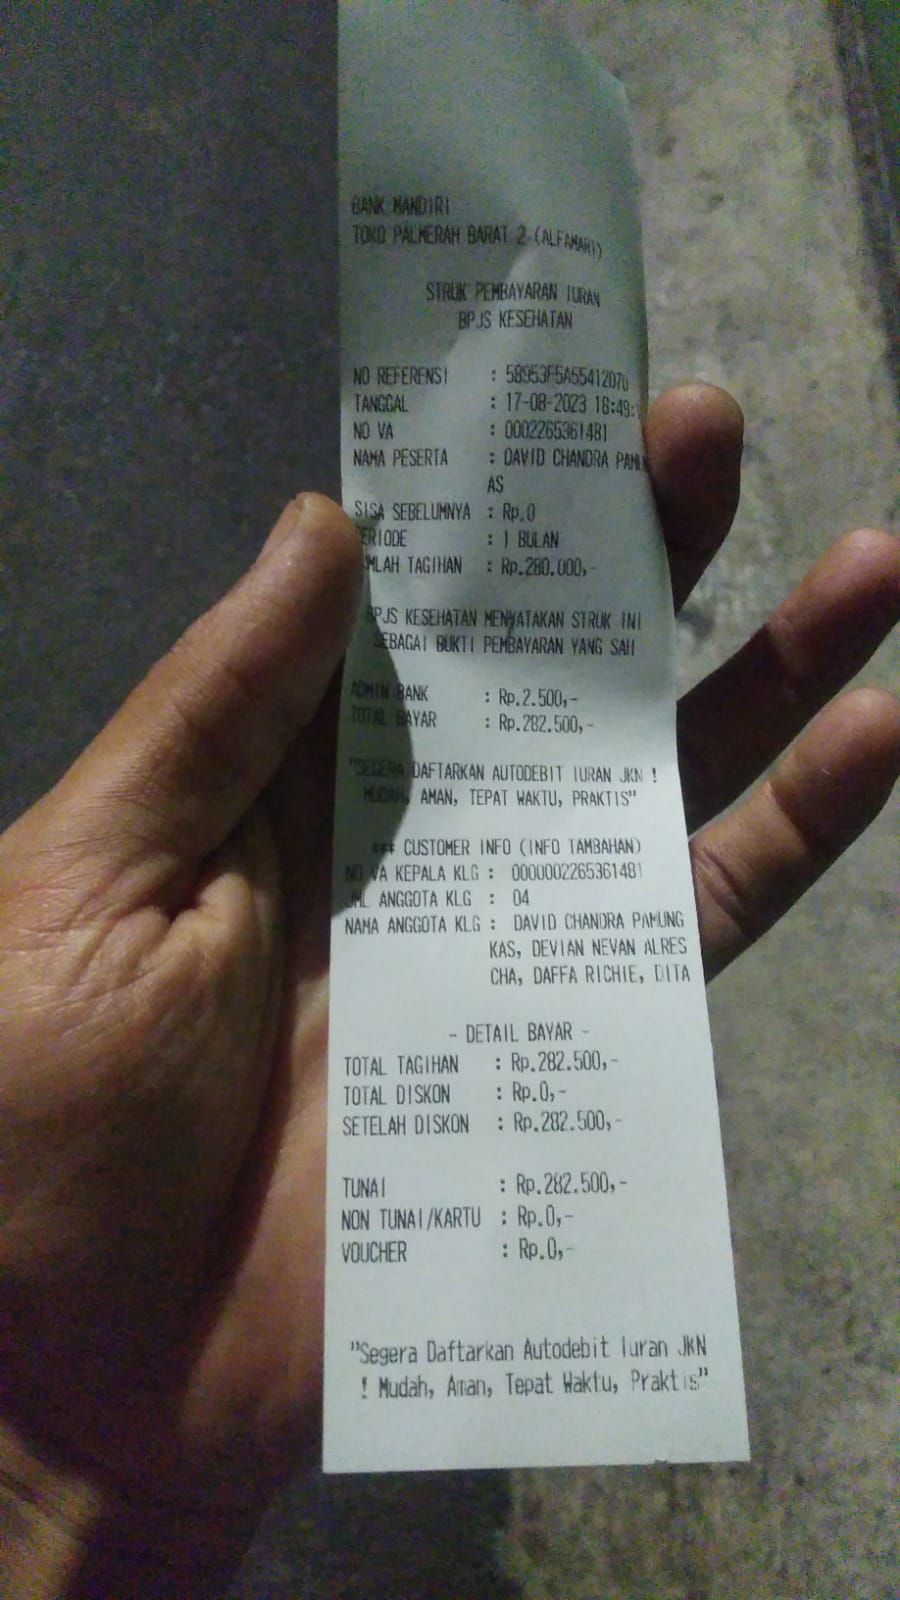 BANK MANDIRI
TOKO PALMERAH BARAT 2 (ALFAMART)
STRUK PEMBAYARAN IURAN
BPJS KESEHATAN
NO REFERENSI : 58953F5A55412070
TANGGAL : 17-08-2023 18:49:
NO VA : 0002265361481
NAMA PESERTA : DAVID CHANDRA PAMUN
AS
SISA SEBELUMNYA : Rp.0
ERIODE : 1 BULAN
MLAH TAGIHAN : Rp.280.000,-
BPJS KESEHATAN MENYATAKAN STRUK INI
SEBAGAI BUKTI PEMBAYARAN YANG SAH
ADMIN BANK : Rp.2.500,-
TOTAL BAYAR : Rp.282.500,-
"SEGERA DAFTARKAN AUTODEBIT IURAN JKN !
MUDAH, AMAN, TEPAT WAKTU, PRAKTIS"
*** CUSTOMER INFO (INFO TAMBAHAN)
NO VA KEPALA KLG : 0000002265361481
JML ANGGOTA KLG : 04
NAMA ANGGOTA KLG : DAVID CHANDRA PAMUNG
KAS, DEVIAN NEVAN ALRES
CHA, DAFFA RICHIE, DITA
- DETAIL BAYAR -
TOTAL TAGIHAN : Rp.282.500,-
TOTAL DISKON : Rp.0,-
SETELAH DISKON : Rp.282.500,-
TUNAI : Rp.282.500,-
NON TUNAI/KARTU : Rp.0,-
VOUCHER : Rp.0,-
"Segera Daftarkan Autodebit Iuran JKN
! Mudah, Aman, Tepat Waktu, Praktis"